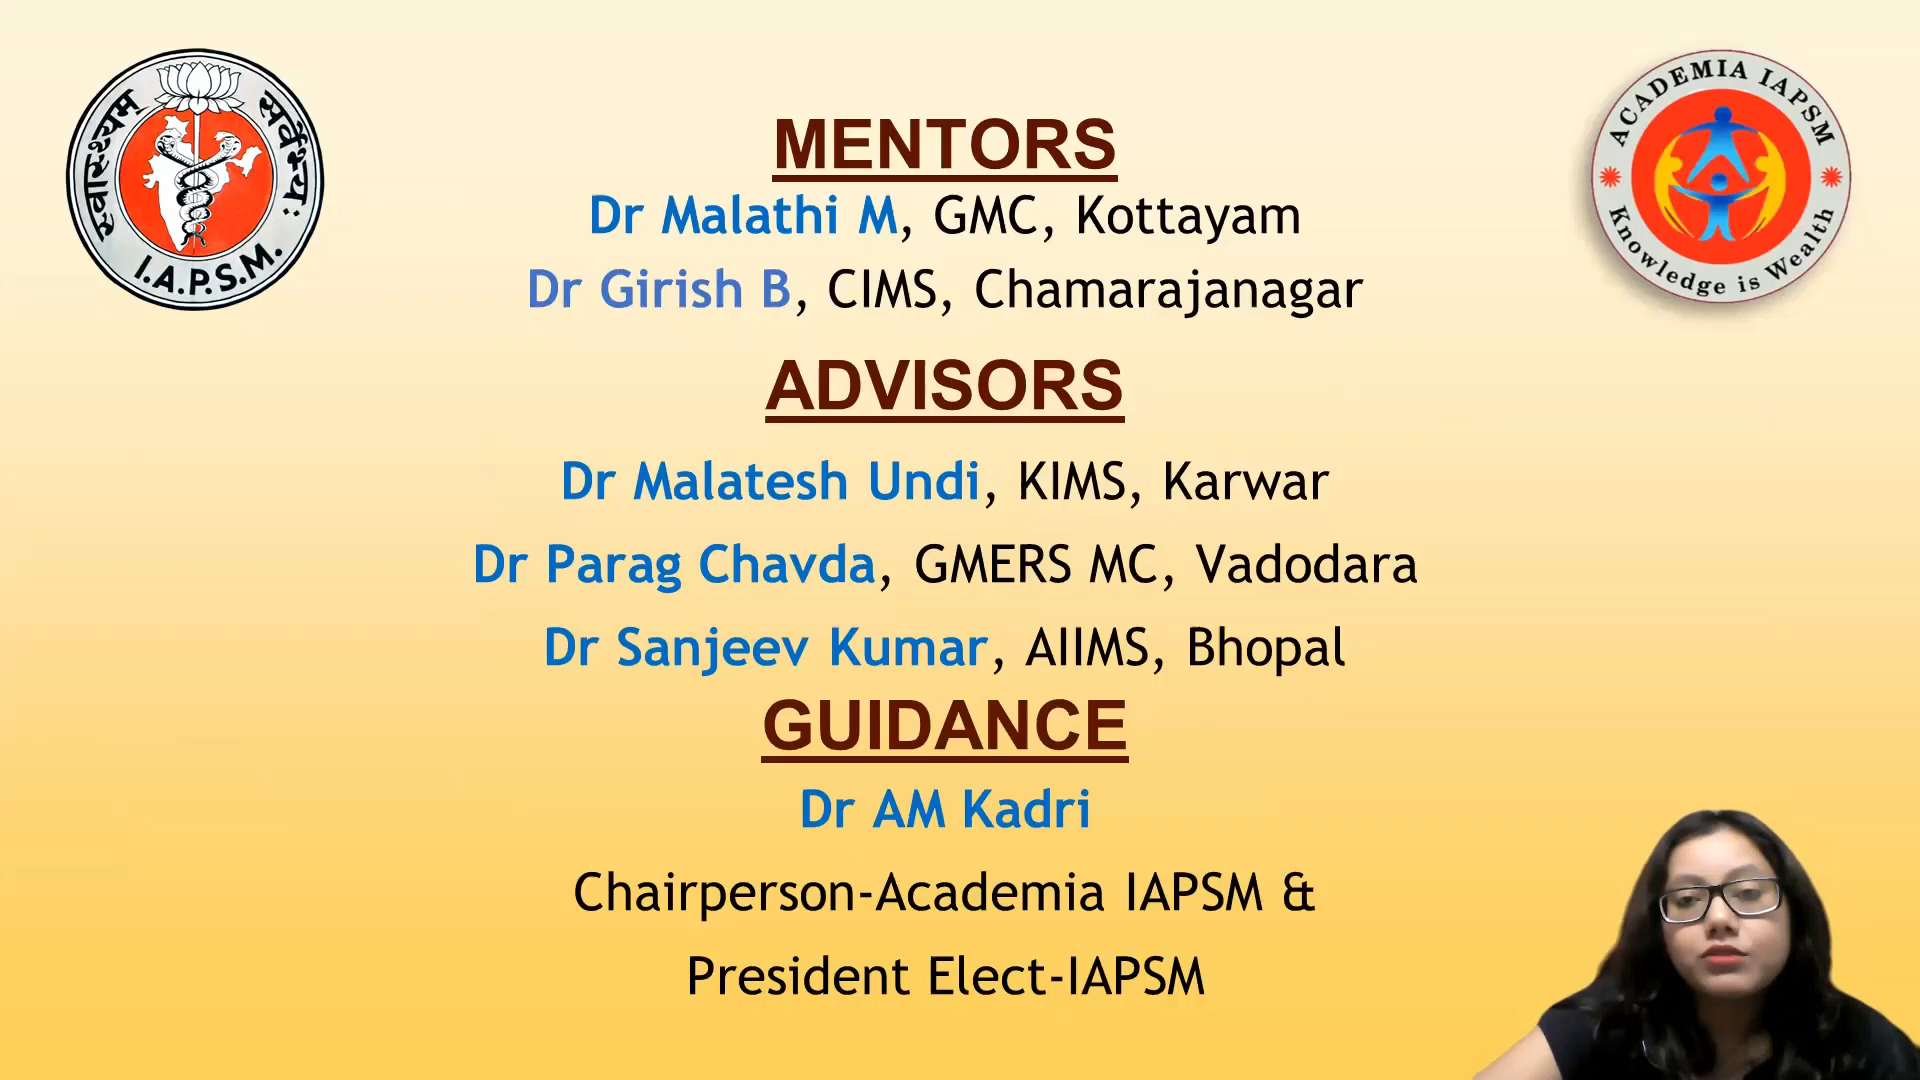 स्वास्थ्यम सर्वेभ्यः
I.A.P.S.M.
ACADEMIA IAPSM
Knowledge is Wealth
MENTORS
Dr Malathi M, GMC, Kottayam
Dr Girish B, CIMS, Chamarajanagar
ADVISORS
Dr Malatesh Undi, KIMS, Karwar
Dr Parag Chavda, GMERS MC, Vadodara
Dr Sanjeev Kumar, AIIMS, Bhopal
GUIDANCE
Dr AM Kadri
Chairperson-Academia IAPSM &
President Elect-IAPSM